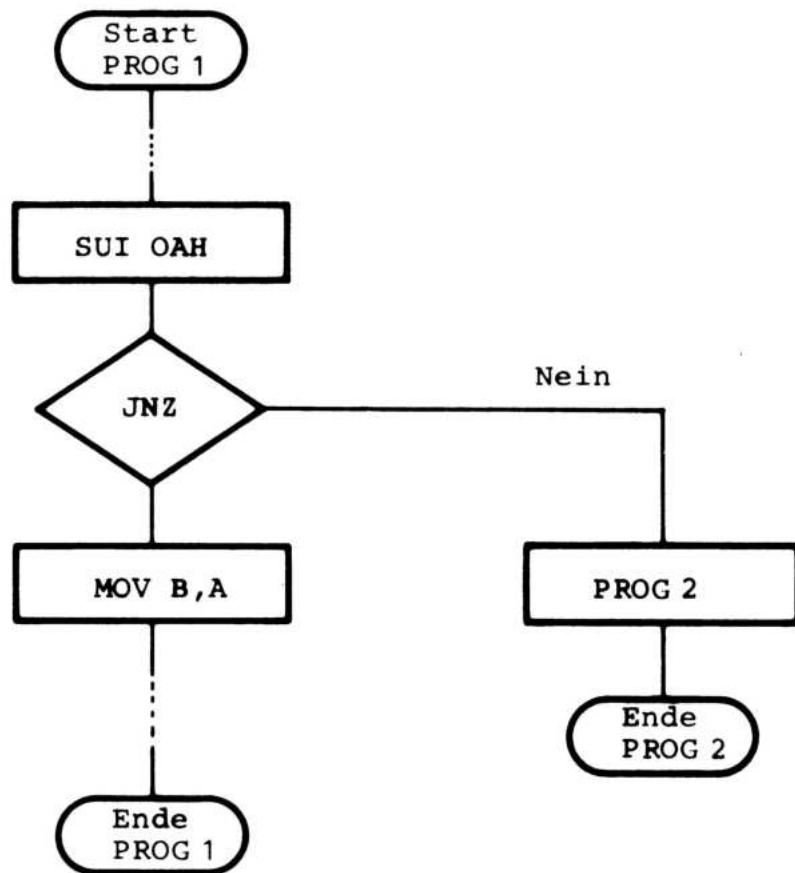 Start
PROG 1
SUI OAH
JNZ
Nein
MOV B,A
PROG 2
Ende
PROG 2
Ende
PROG 1